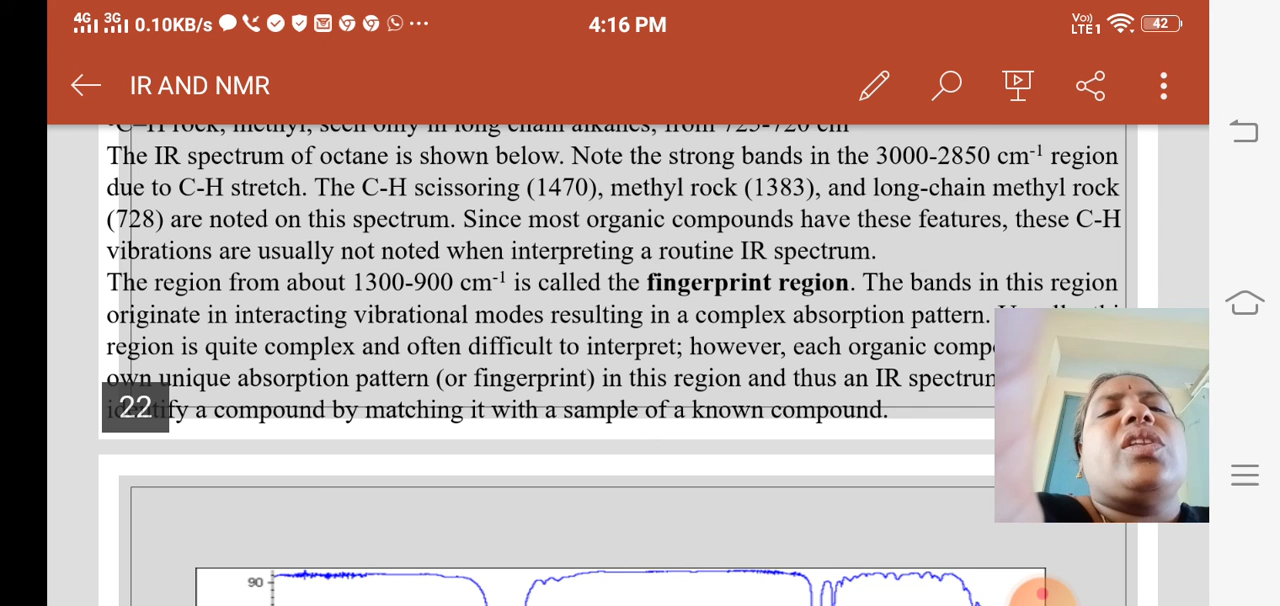 4G 3G 0.10KB/s ... 4:16 PM Vo)) LTE1 42
IR AND NMR
The IR spectrum of octane is shown below. Note the strong bands in the 3000-2850 cm⁻¹ region
due to C-H stretch. The C-H scissoring (1470), methyl rock (1383), and long-chain methyl rock
(728) are noted on this spectrum. Since most organic compounds have these features, these C-H
vibrations are usually not noted when interpreting a routine IR spectrum.
The region from about 1300-900 cm⁻¹ is called the fingerprint region. The bands in this region
originate in interacting vibrational modes resulting in a complex absorption pattern.
region is quite complex and often difficult to interpret; however, each organic
own unique absorption pattern (or fingerprint) in this region and thus an IR
22
a compound by matching it with a sample of a known compound.
90